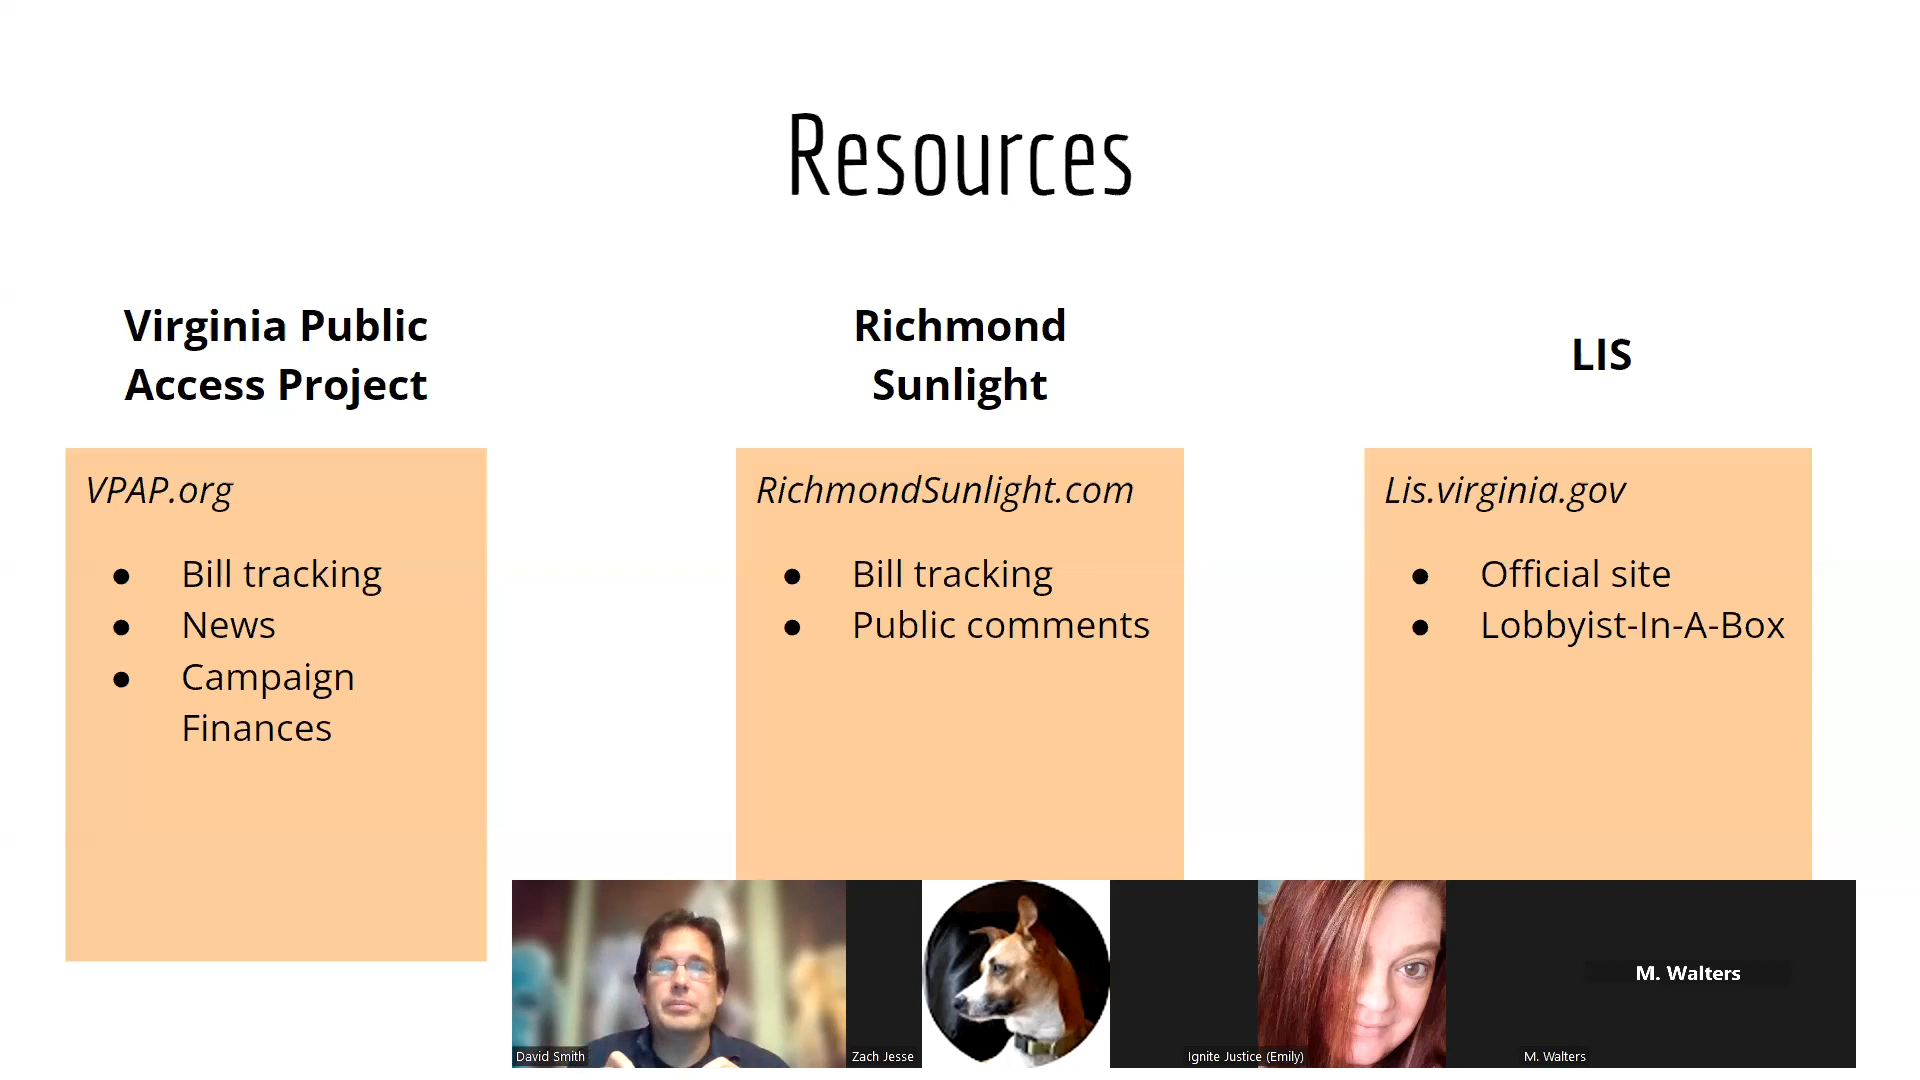 Resources
Virginia Public
Access Project
Richmond
Sunlight
LIS
VPAP.org
● Bill tracking
● News
● Campaign
Finances
RichmondSunlight.com
● Bill tracking
● Public comments
Lis.virginia.gov
● Official site
● Lobbyist-In-A-Box
M. Walters
David Smith
Zach Jesse
Ignite Justice (Emily)
M. Walters